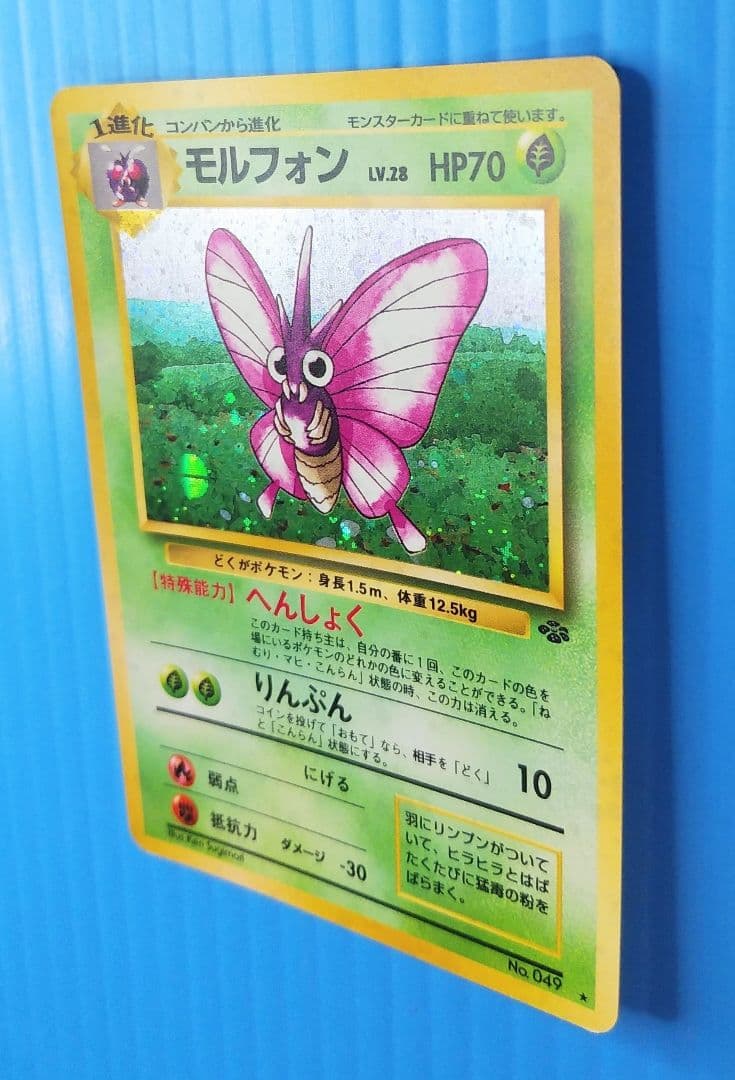 1進化 コンパンから進化 モンスターカードに重ねて使います。
モルフォン LV.28 HP70
どくがポケモン：身長1.5m、体重12.5kg
【特殊能力】へんしょく
このカード持ち主は、自分の番に1回、このカードの色を
場にいるポケモンのどれかの色に変えることができる。「ね
むり・マヒ・こんらん」状態の時、この力は消える。
りんぷん
コインを投げて「おもて」なら、相手を「どく」
と「こんらん」状態にする。
10
弱点 にげる
抵抗力 ダメージ -30
Illus. Ken Sugimori
羽にリンプンがついて
いて、ヒラヒラとはば
たくたびに猛毒の粉を
ばらまく。
No. 049 ★